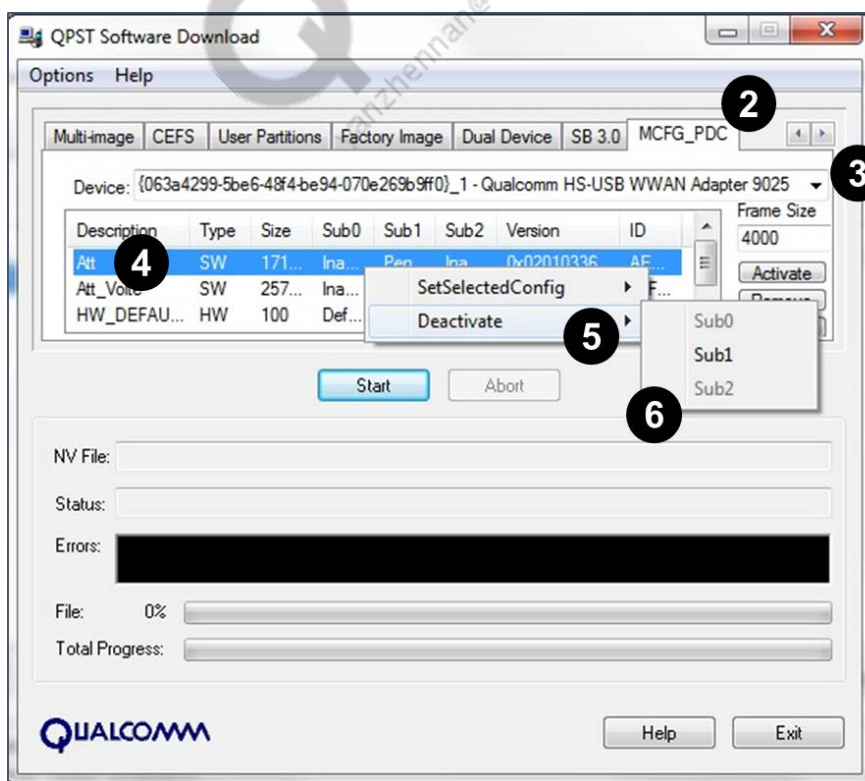 QPST Software Download
Options Help
2
Multi-image CEFS User Partitions Factory Image Dual Device SB 3.0 MCFG_PDC
3
Device: {063a4299-5be6-48f4-be94-070e269b9ff0}_1 - Qualcomm HS-USB WWAN Adapter 9025
Frame Size
Description Type Size Sub0 Sub1 Sub2 Version ID
4000
4
Att SW 171... Ina... Pen Ina 0x02010336 AE...
Activate
Att_Volte SW 257... Ina... SetSelectedConfig F...
Remove
HW_DEFAU... HW 100 Def... Deactivate
5
Sub0
Sub1
Sub2
6
Start Abort
NV File:
Status:
Errors:
File: 0%
Total Progress:
QUALCOMM
Help Exit